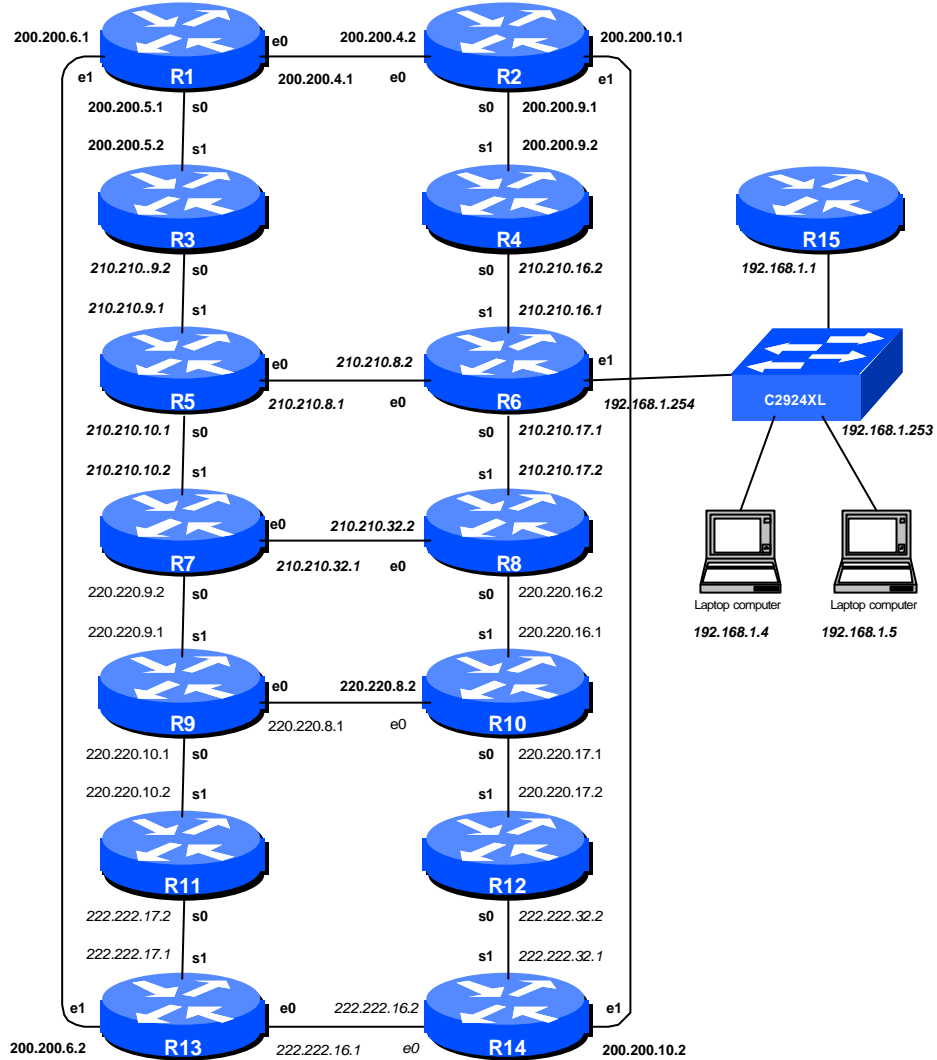 200.200.6.1
e0
200.200.4.2
200.200.10.1
e1
R1
200.200.4.1
e0
R2
e1
200.200.5.1
s0
s0
200.200.9.1
200.200.5.2
s1
s1
200.200.9.2
R3
R4
R15
210.210..9.2
s0
s0
210.210.16.2
192.168.1.1
210.210.9.1
s1
s1
210.210.16.1
e0
210.210.8.2
e1
R5
210.210.8.1
e0
R6
192.168.1.254
C2924XL
210.210.10.1
s0
s0
210.210.17.1
192.168.1.253
210.210.10.2
s1
s1
210.210.17.2
e0
210.210.32.2
R7
210.210.32.1
e0
R8
220.220.9.2
s0
s0
220.220.16.2
Laptop computer
Laptop computer
220.220.9.1
s1
s1
220.220.16.1
192.168.1.4
192.168.1.5
e0
220.220.8.2
R9
220.220.8.1
e0
R10
220.220.10.1
s0
s0
220.220.17.1
220.220.10.2
s1
s1
220.220.17.2
R11
R12
222.222.17.2
s0
s0
222.222.32.2
222.222.17.1
s1
s1
222.222.32.1
e1
e0
222.222.16.2
e1
200.200.6.2
R13
222.222.16.1
e0
R14
200.200.10.2